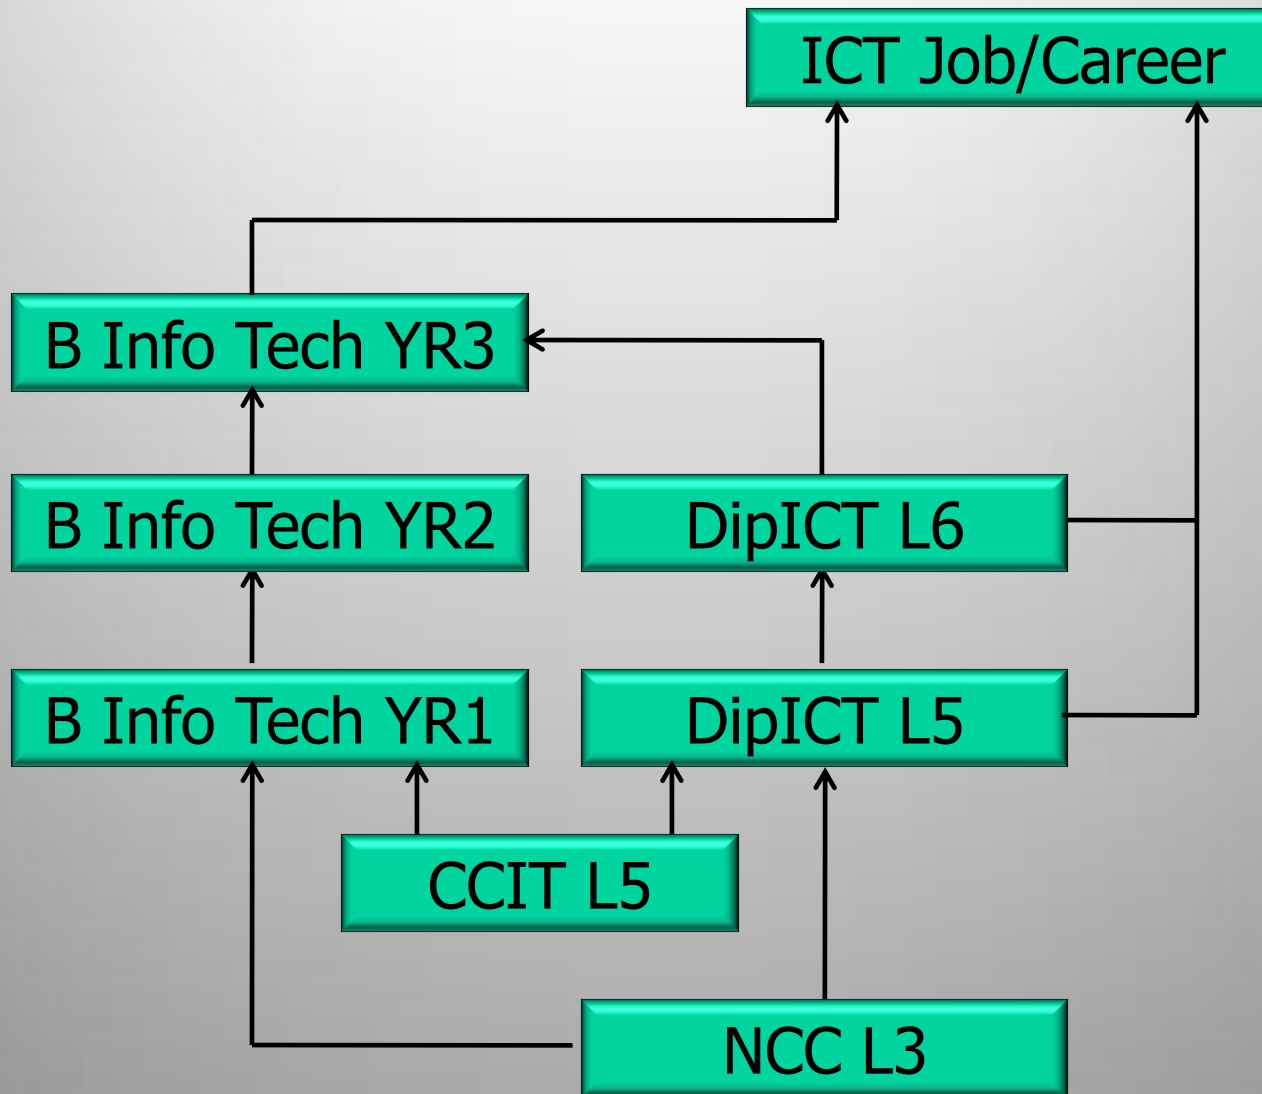 ICT Job/Career
B Info Tech YR3
B Info Tech YR2
DipICT L6
B Info Tech YR1
DipICT L5
CCIT L5
NCC L3